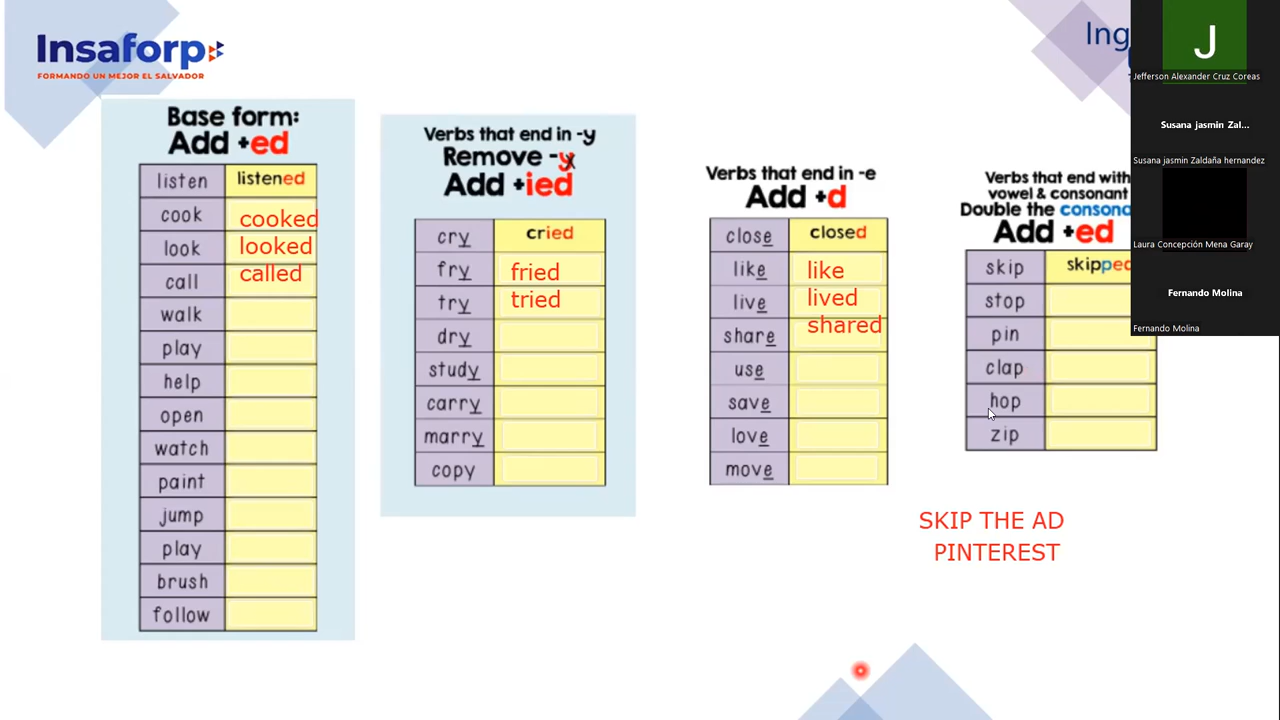 Insaforp
FORMANDO UN MEJOR EL SALVADOR
Ing
J
Jefferson Alexander Cruz Coreas
Susana jasmin Zal...
Susana jasmin Zaldaña hernandez
Laura Concepción Mena Garay
Fernando Molina
Fernando Molina
Base form:
Add +ed
listen listened
cook cooked
look looked
call called
walk
play
help
open
watch
paint
jump
play
brush
follow
Verbs that end in -y
Remove -y
Add +ied
cry cried
fry fried
try tried
dry
study
carry
marry
copy
Verbs that end in -e
Add +d
close closed
like like
live lived
share shared
use
save
love
move
Verbs that end with
vowel & consonant
Double the consona
Add +ed
skip skipped
stop
pin
clap
hop
zip
SKIP THE AD
PINTEREST